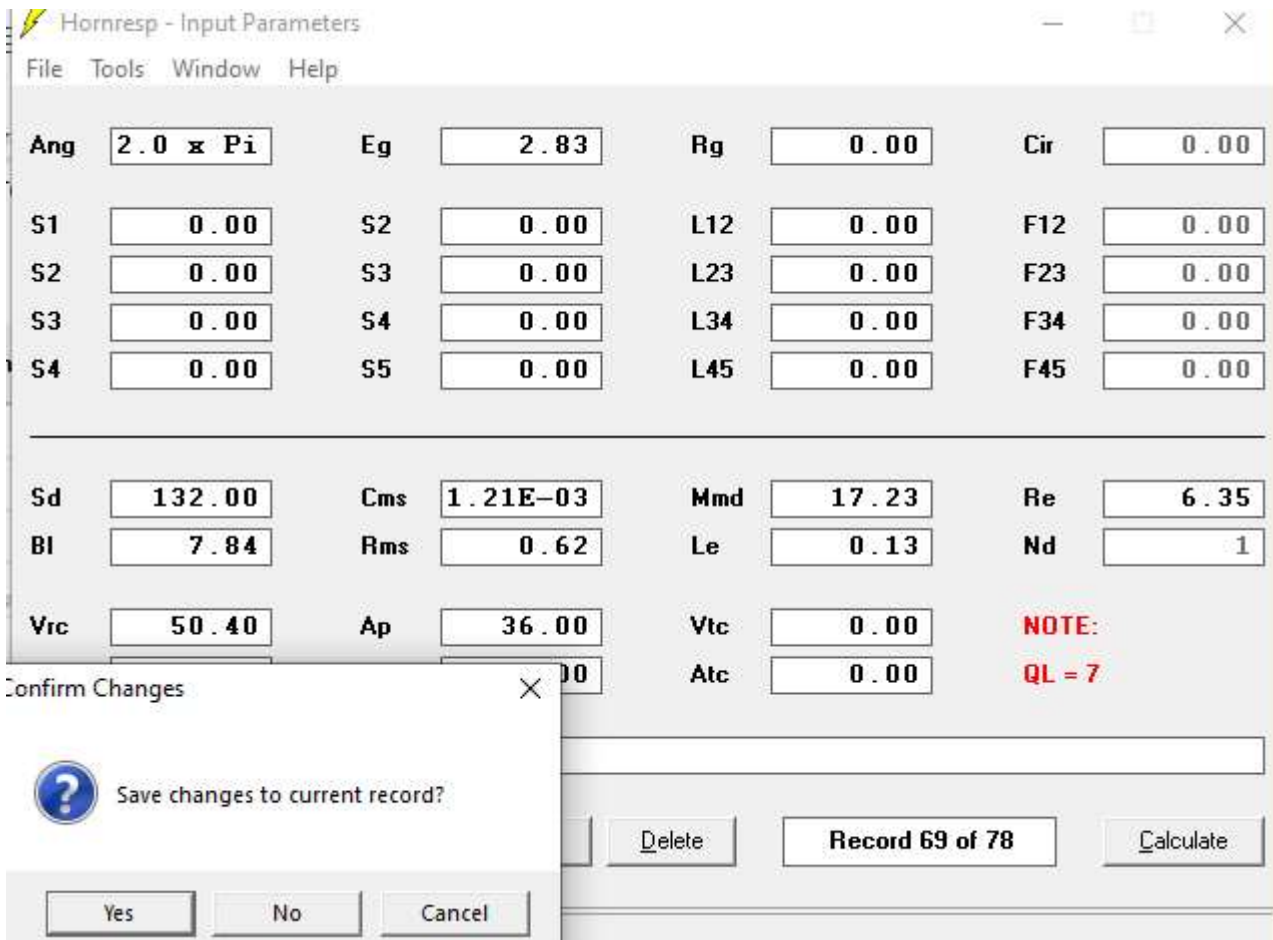 Hornresp - Input Parameters
File Tools Window Help
Ang 2.0 x Pi Eg 2.83 Rg 0.00 Cir 0.00
S1 0.00 S2 0.00 L12 0.00 F12 0.00
S2 0.00 S3 0.00 L23 0.00 F23 0.00
S3 0.00 S4 0.00 L34 0.00 F34 0.00
S4 0.00 S5 0.00 L45 0.00 F45 0.00
Sd 132.00 Cms 1.21E-03 Mmd 17.23 Re 6.35
Bl 7.84 Rms 0.62 Le 0.13 Nd 1
Vrc 50.40 Ap 36.00 Vtc 0.00 NOTE:
Atc 0.00 QL = 7
Confirm Changes
Save changes to current record?
Delete Record 69 of 78 Calculate
Yes No Cancel